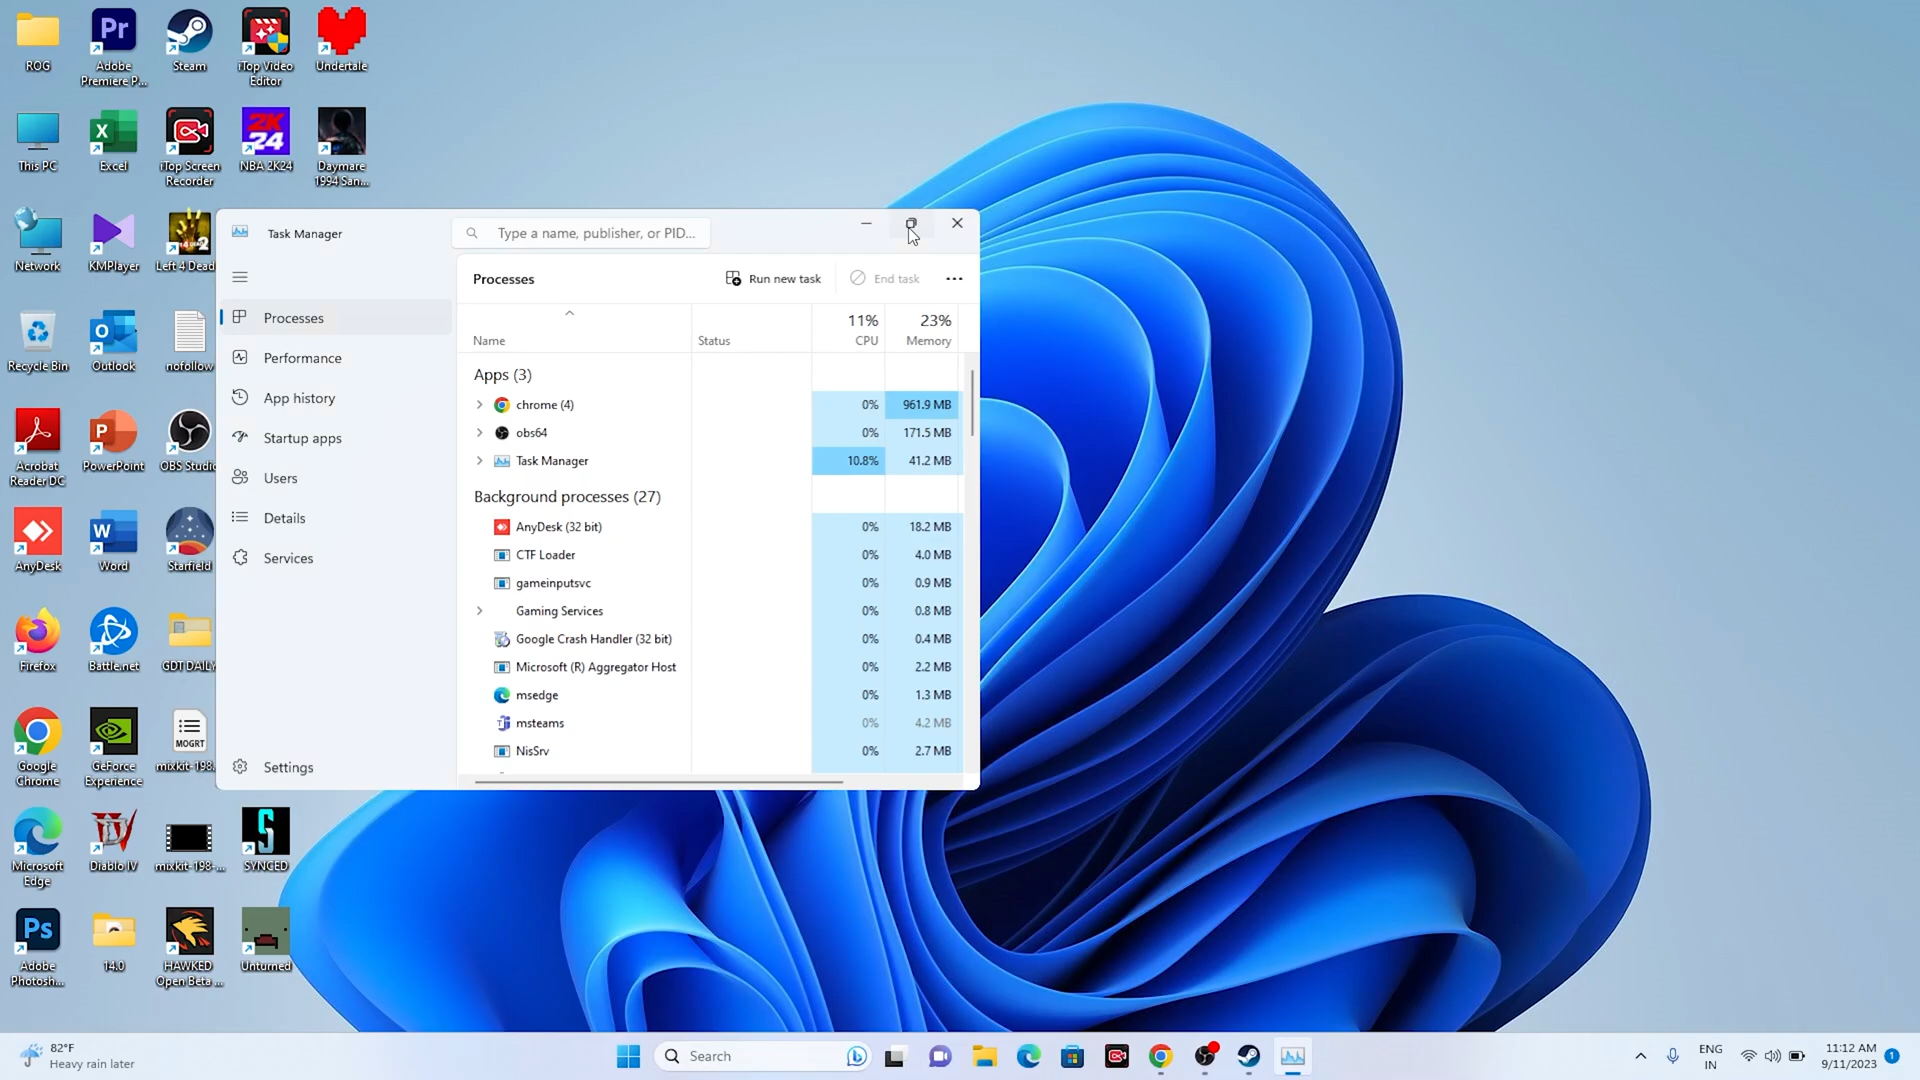 ROG
Adobe
Premiere P...
Steam
iTop Video
Editor
Undertale
This PC
Excel
iTop Screen
Recorder
NBA 2K24
Daymare
1994 San...
Network
KMPlayer
Left 4 Dead
Recycle Bin
Outlook
nofollow
Acrobat
Reader DC
PowerPoint
OBS Studio
AnyDesk
Word
Starfield
Firefox
Battle.net
GDT DAILY
Google
Chrome
GeForce
Experience
MOGRT
mixkit-198...
Microsoft
Edge
Diablo IV
mixkit-198-...
SYNCED
Adobe
Photosh...
14.0
HAWKED
Open Beta ...
Unturned
Task Manager
Type a name, publisher, or PID...
Processes
Performance
App history
Startup apps
Users
Details
Services
Settings
Processes
Run new task
End task
11% 23%
Name Status CPU Memory
Apps (3)
chrome (4) 0% 961.9 MB
obs64 0% 171.5 MB
Task Manager 10.8% 41.2 MB
Background processes (27)
AnyDesk (32 bit) 0% 18.2 MB
CTF Loader 0% 4.0 MB
gameinputsvc 0% 0.9 MB
Gaming Services 0% 0.8 MB
Google Crash Handler (32 bit) 0% 0.4 MB
Microsoft (R) Aggregator Host 0% 2.2 MB
msedge 0% 1.3 MB
msteams 0% 4.2 MB
NisSrv 0% 2.7 MB
82°F
Heavy rain later
Search
ENG
IN
11:12 AM
9/11/2023
1